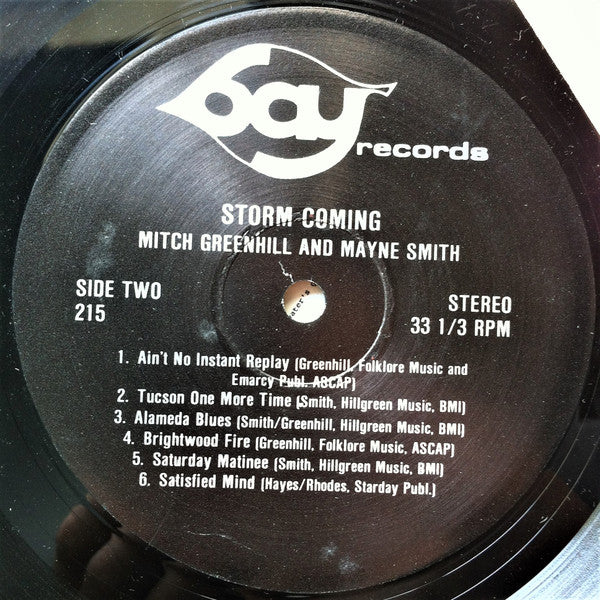 bay
records
STORM COMING
MITCH GREENHILL AND MAYNE SMITH
SIDE TWO
215
STEREO
33 1/3 RPM
1. Ain't No Instant Replay (Greenhill, Folklore Music and
Emarcy Publ. ASCAP)
2. Tucson One More Time (Smith, Hillgreen Music, BMI)
3. Alameda Blues (Smith/Greenhill, Hillgreen Music, BMI)
4. Brightwood Fire (Greenhill, Folklore Music, ASCAP)
5. Saturday Matinee (Smith, Hillgreen Music, BMI)
6. Satisfied Mind (Hayes/Rhodes, Starday Publ.)